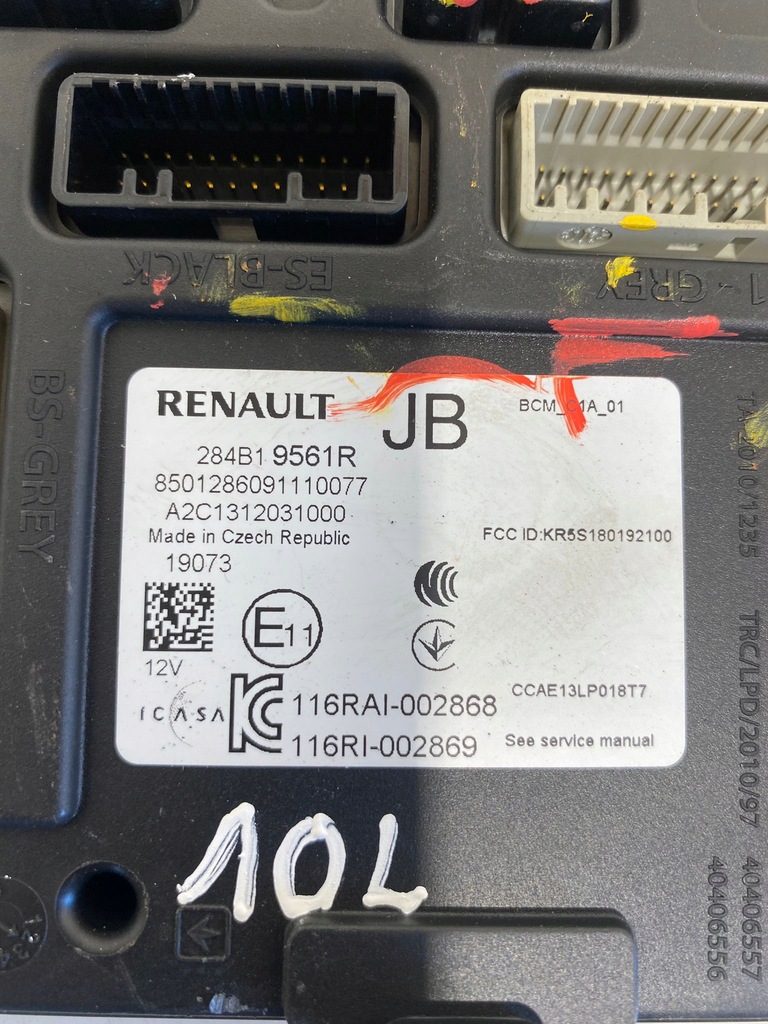 ES-BLACK
1 - GREY
BS-GREY
RENAULT
JB
BCM_C1A_01
284B1 9561R
8501286091110077
A2C1312031000
Made in Czech Republic
FCC ID:KR5S180192100
19073
E11
12V
ICASA
116RAI-002868
CCAE13LP018T7
116RI-002869
See service manual
TA-2010/1235
TRC/LPD/2010/97
40406557
40406556
10L